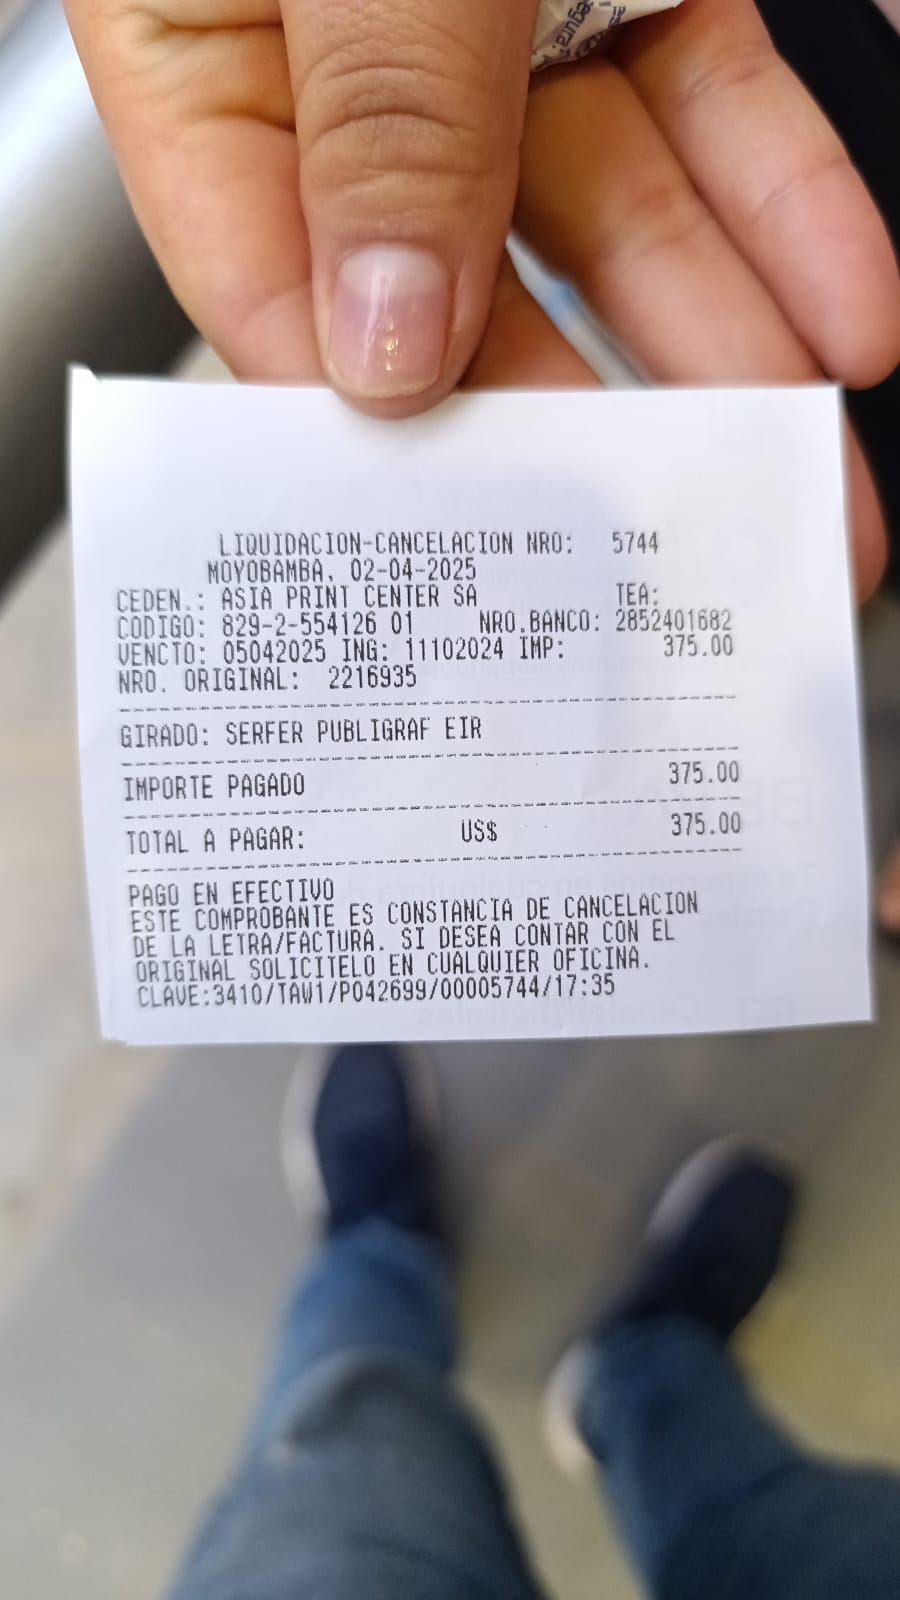 LIQUIDACION-CANCELACION NRO: 5744
MOYOBAMBA, 02-04-2025
CEDEN.: ASIA PRINT CENTER SA TEA:
CODIGO: 829-2-554126 01 NRO.BANCO: 2852401682
VENCTO: 05042025 ING: 11102024 IMP: 375.00
NRO. ORIGINAL: 2216935
GIRADO: SERFER PUBLIGRAF EIR
IMPORTE PAGADO 375.00
TOTAL A PAGAR: US$ 375.00
PAGO EN EFECTIVO
ESTE COMPROBANTE ES CONSTANCIA DE CANCELACION
DE LA LETRA/FACTURA. SI DESEA CONTAR CON EL
ORIGINAL SOLICITELO EN CUALQUIER OFICINA.
CLAVE:3410/TAW1/P042699/00005744/17:35